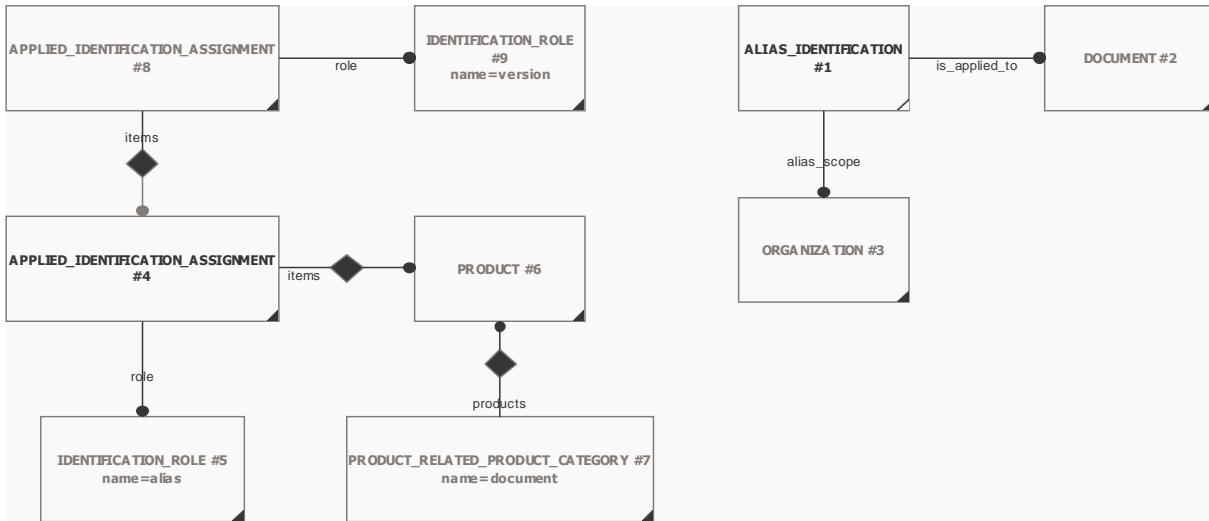 APPLIED_IDENTIFICATION_ASSIGNMENT
#8
role
IDENTIFICATION_ROLE
#9
name=version
ALIAS_IDENTIFICATION
#1
is_applied_to
DOCUMENT #2
items
alias_scope
APPLIED_IDENTIFICATION_ASSIGNMENT
#4
items
PRODUCT #6
ORGANIZATION #3
role
products
IDENTIFICATION_ROLE #5
name=alias
PRODUCT_RELATED_PRODUCT_CATEGORY #7
name=document